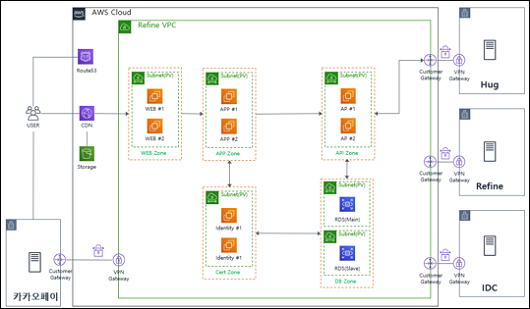 AWS Cloud
Refine VPC
Route53
USER
CDN
Storage
Subnet(PV)
WEB #1
WEB #2
WEB Zone
Subnet(PV)
APP #1
APP #2
APP Zone
Subnet(PV)
AP #1
AP #2
API Zone
Subnet(PV)
Identity #1
Identity #1
Cert Zone
Subnet(PV)
RDS(Main)
Subnet(PV)
RDS(Slave)
DB Zone
Customer
Gateway
VPN
Gateway
Hug
Customer
Gateway
VPN
Gateway
Refine
Customer
Gateway
VPN
Gateway
IDC
카카오페이
Customer
Gateway
VPN
Gateway